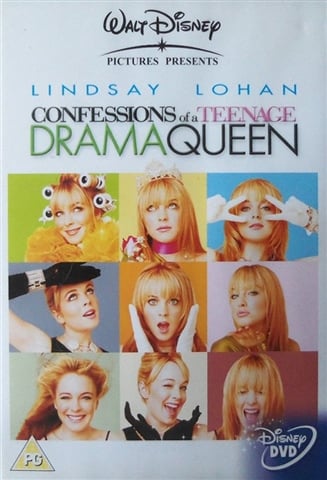 WALT DISNEY
PICTURES PRESENTS
LINDSAY LOHAN
CONFESSIONS of a TEENAGE
DRAMA QUEEN
PG
DISNEY
DVD